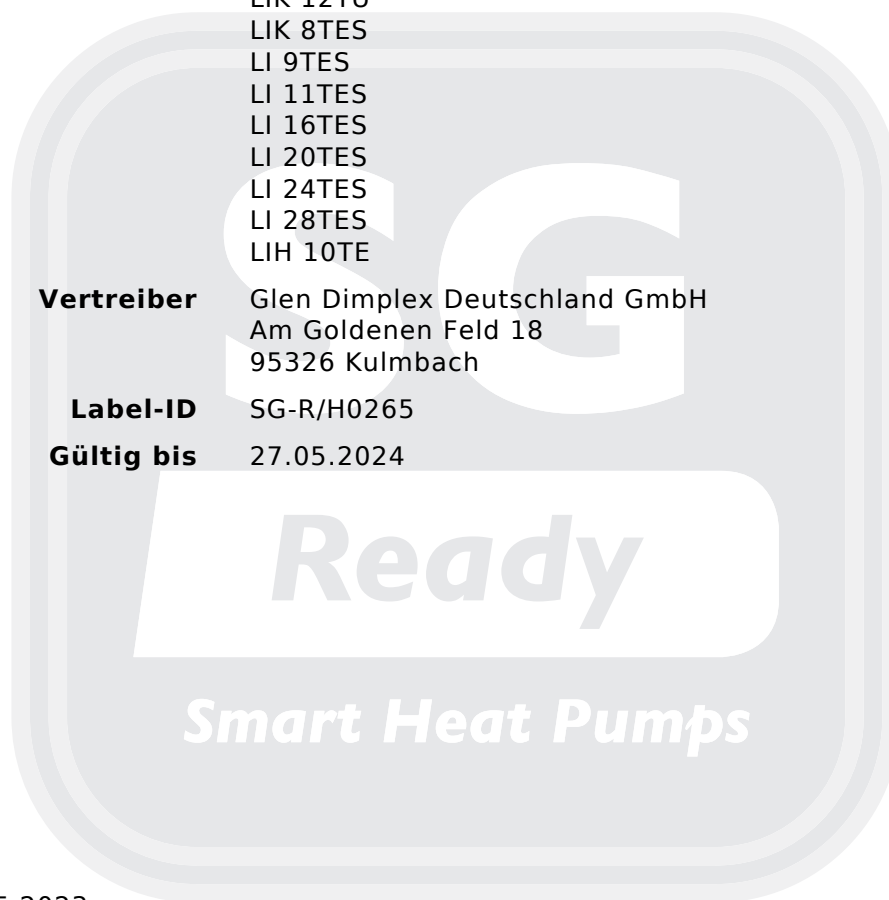 LIK 12TU
LIK 8TES
LI 9TES
LI 11TES
LI 16TES
LI 20TES
LI 24TES
LI 28TES
LIH 10TE
Vertreiber Glen Dimplex Deutschland GmbH
Am Goldenen Feld 18
95326 Kulmbach
Label-ID SG-R/H0265
Gültig bis 27.05.2024
SG
Ready
Smart Heat Pumps